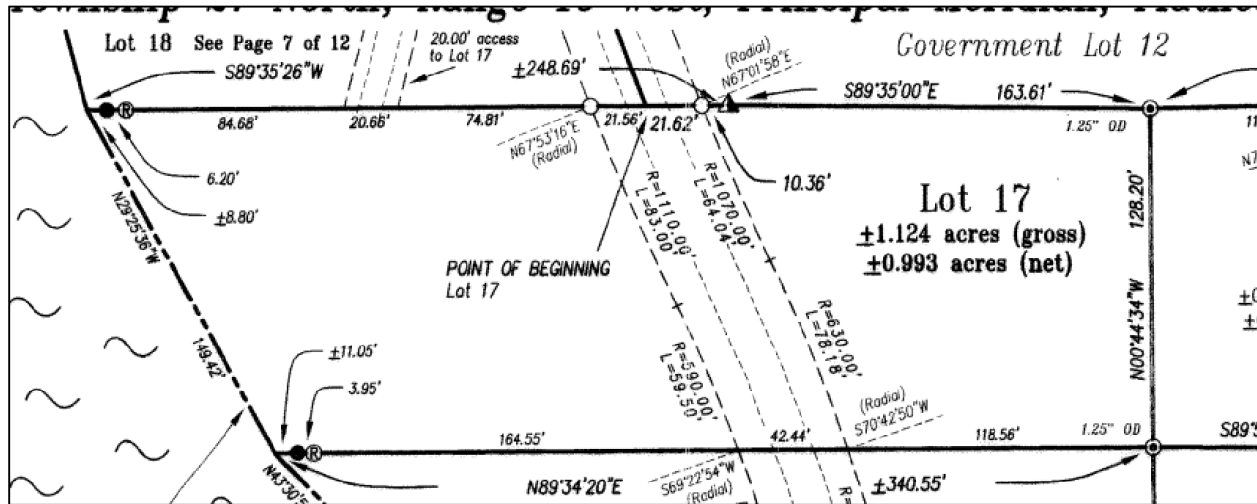 Lot 18 See Page 7 of 12
20.00' access
to Lot 17
Government Lot 12
S89°35'26"W
±248.69'
(Radial)
N67°01'58"E
S89°35'00"E
163.61'
84.68'
20.66'
74.81'
21.56'
21.62'
1.25" OD
N67°53'16"E
(Radial)
6.20'
±8.80'
10.36'
N29°25'36"W
149.42'
R=1110.00'
L=83.00'
R=1070.00'
L=64.04'
Lot 17
±1.124 acres (gross)
±0.993 acres (net)
128.20'
N00°44'34"W
POINT OF BEGINNING
Lot 17
R=630.00'
L=78.18'
R=590.00'
L=59.50'
±11.05'
3.95'
(Radial)
S70°42'50"W
164.55'
42.44'
118.56'
1.25" OD
N89°34'20"E
S69°22'54"W
(Radial)
±340.55'